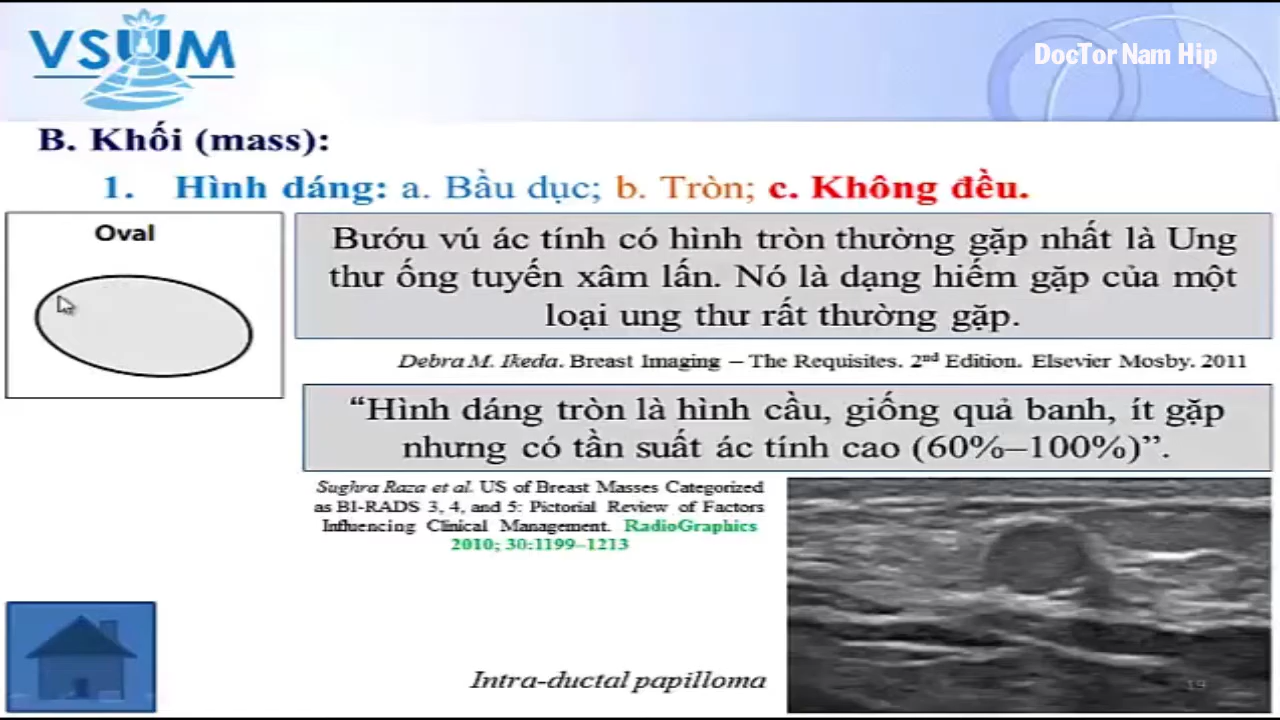 VSUM
DocTor Nam Hip
B. Khối (mass):
1. Hình dáng: a. Bầu dục; b. Tròn; c. Không đều.
Oval
Bướu vú ác tính có hình tròn thường gặp nhất là Ung
thư ống tuyến xâm lấn. Nó là dạng hiếm gặp của một
loại ung thư rất thường gặp.
Debra M. Ikeda. Breast Imaging – The Requisites. 2nd Edition. Elsevier Mosby. 2011
“Hình dáng tròn là hình cầu, giống quả banh, ít gặp
nhưng có tần suất ác tính cao (60%–100%)”.
Sughra Raza et al. US of Breast Masses Categorized
as BI-RADS 3, 4, and 5: Pictorial Review of Factors
Influencing Clinical Management. RadioGraphics
2010; 30:1199–1213
Intra-ductal papilloma
19